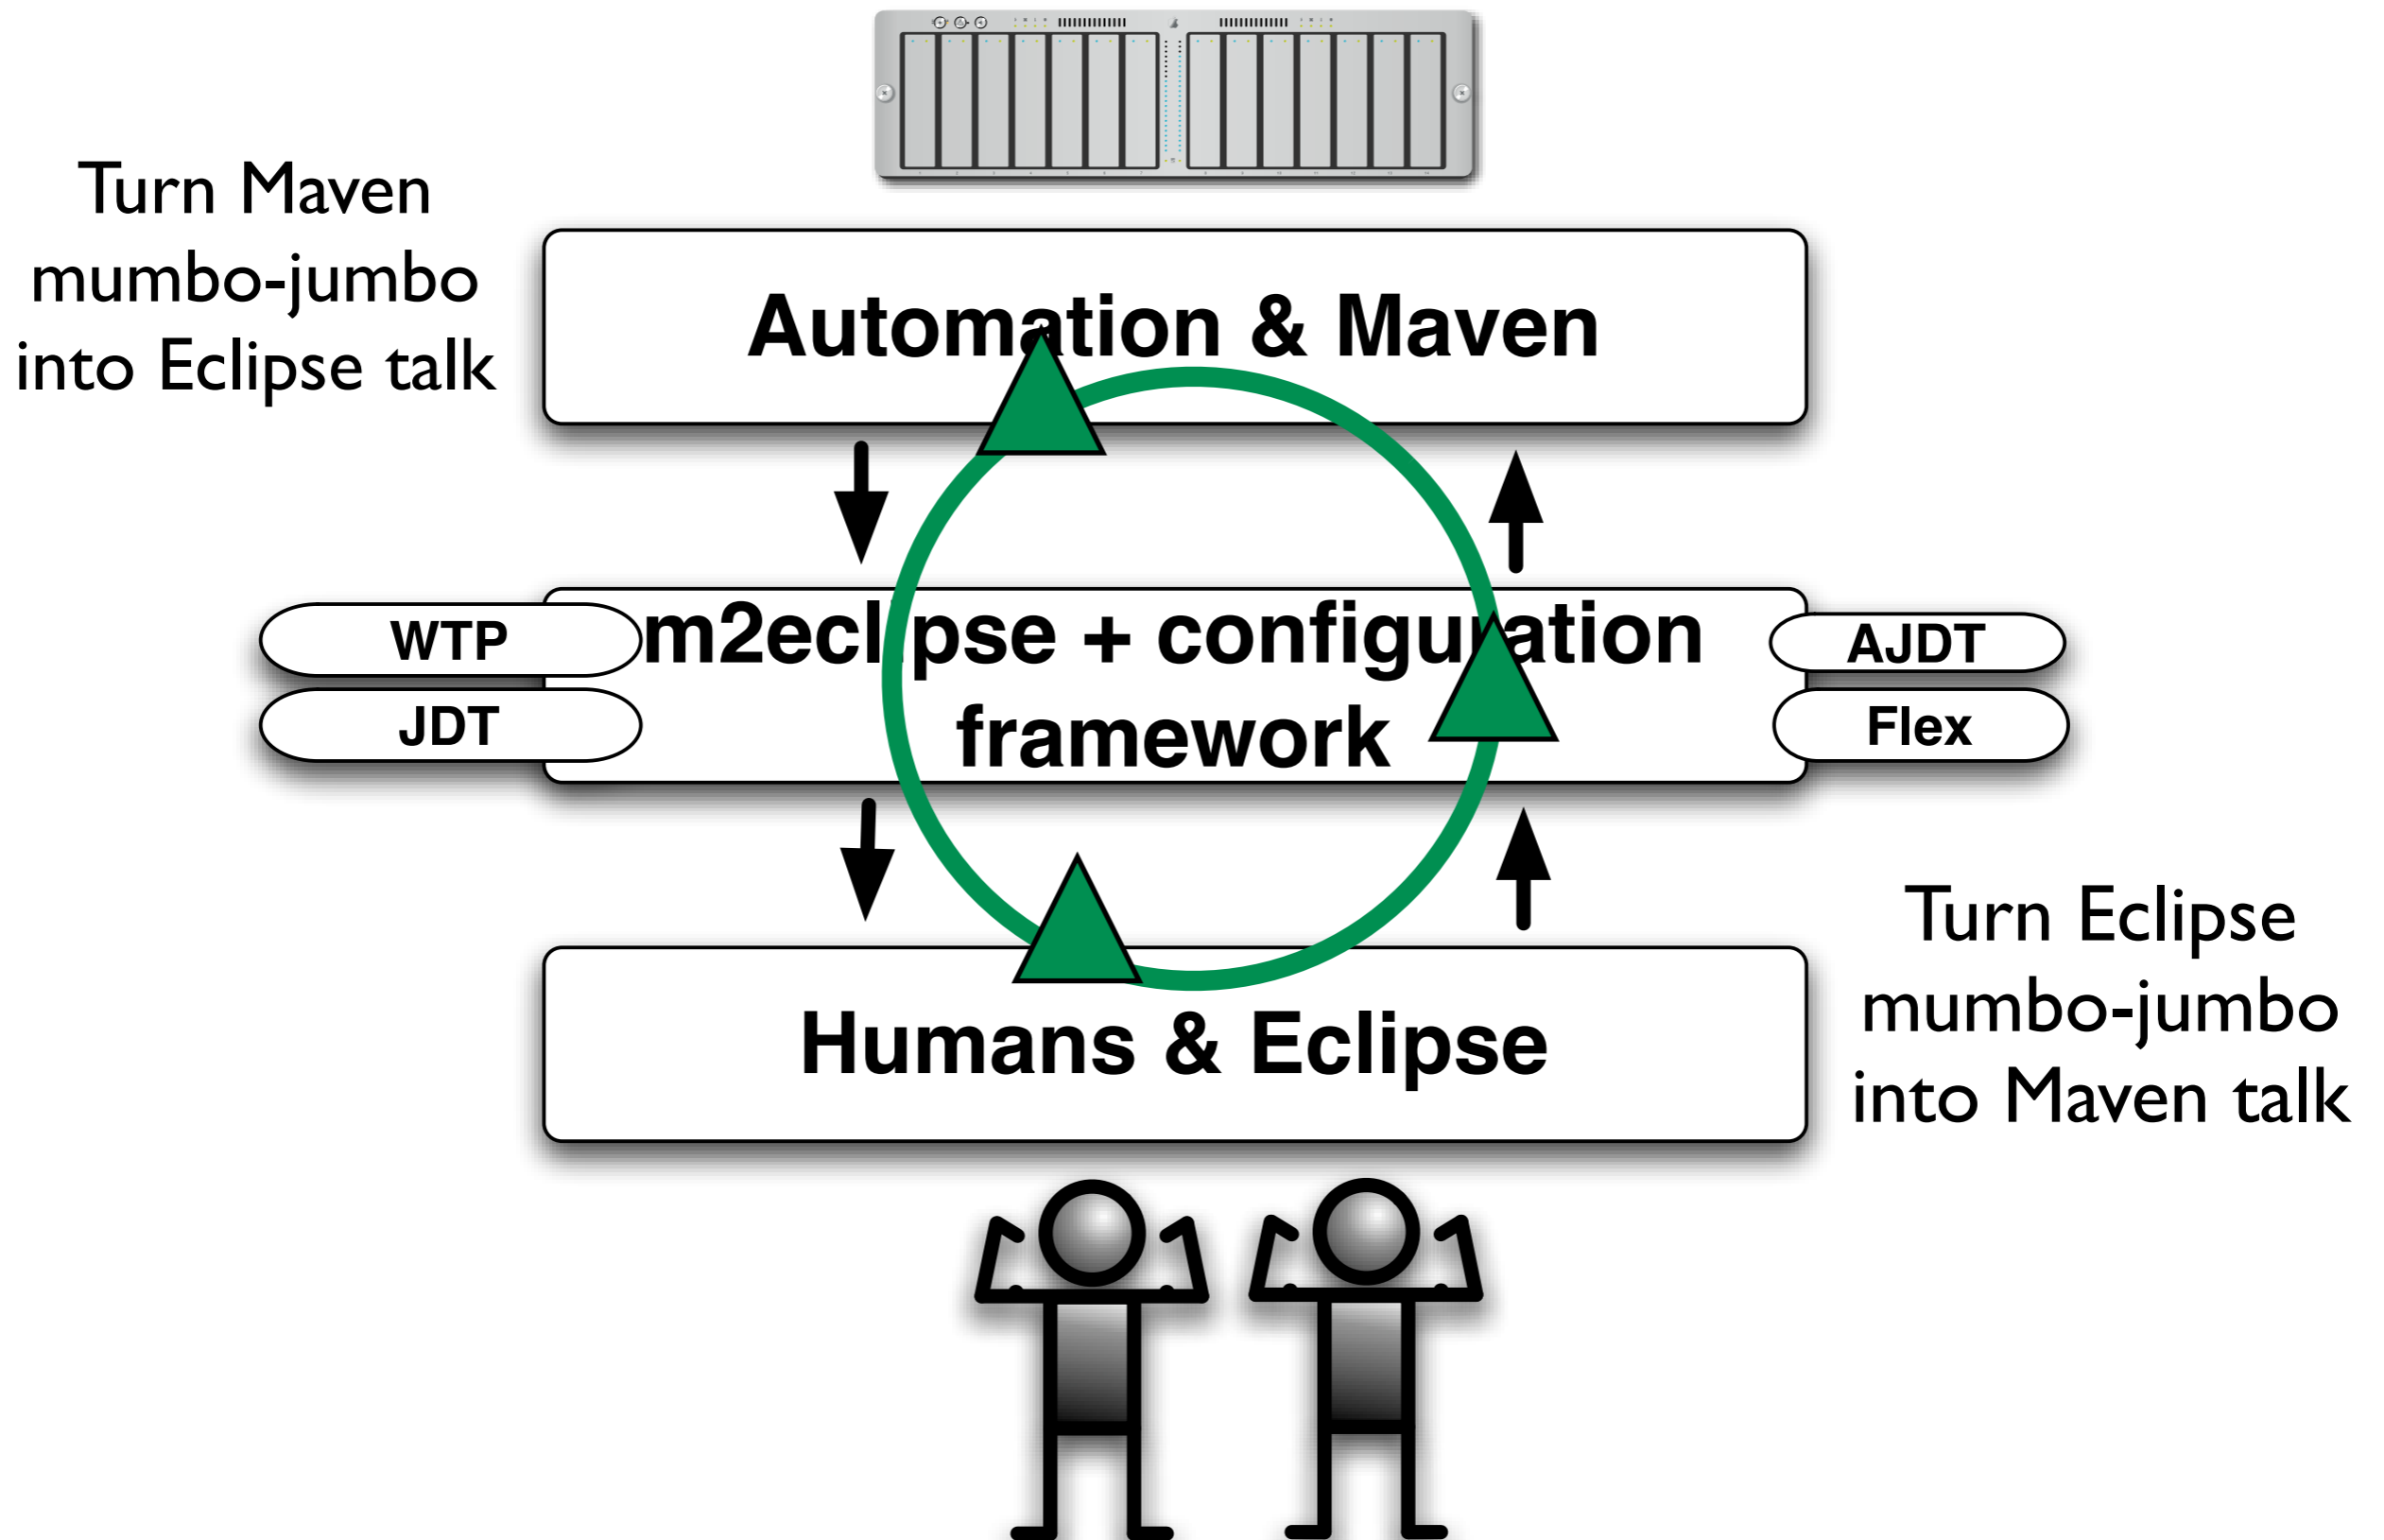 Turn Maven
mumbo-jumbo
into Eclipse talk
Automation & Maven
m2eclipse + configuration
framework
WTP
JDT
AJDT
Flex
Turn Eclipse
mumbo-jumbo
into Maven talk
Humans & Eclipse